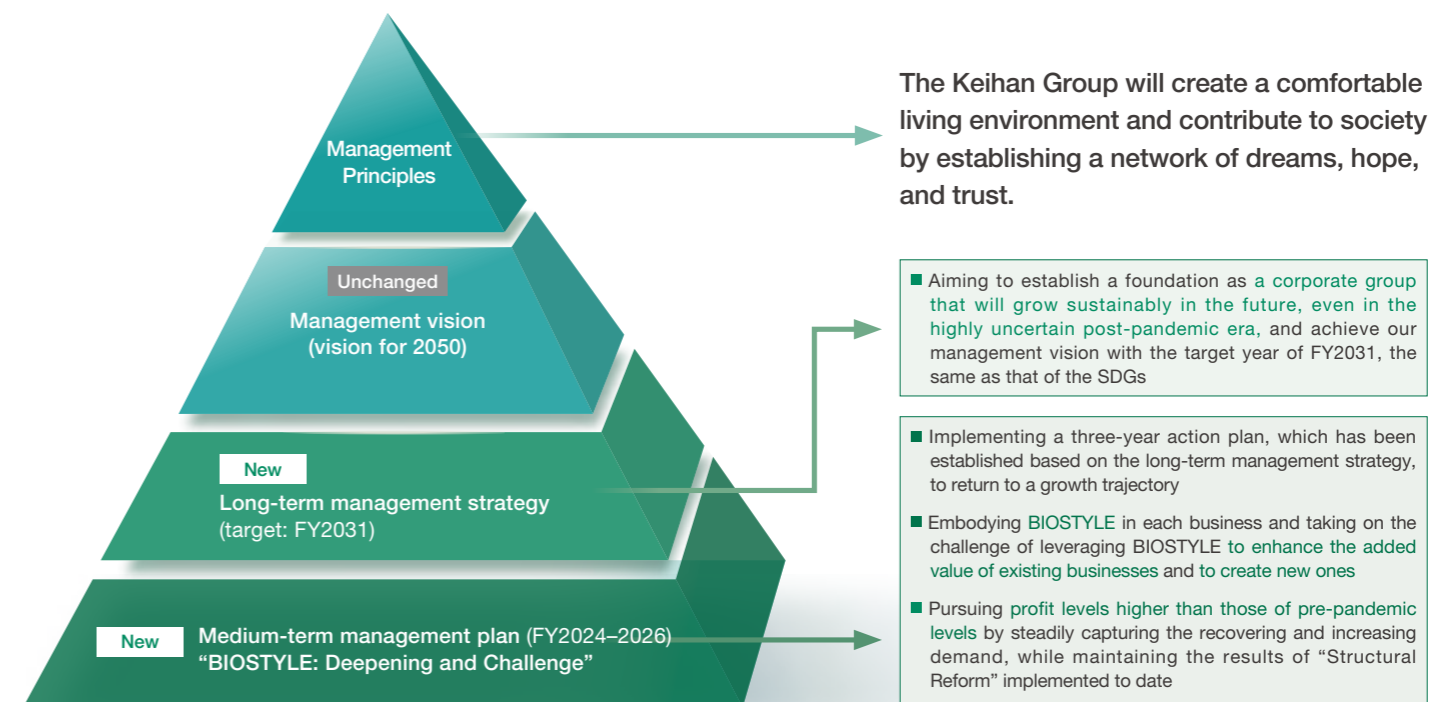 Management
Principles
The Keihan Group will create a comfortable
living environment and contribute to society
by establishing a network of dreams, hope,
and trust.
Unchanged
Management vision
(vision for 2050)
New
Long-term management strategy
(target: FY2031)
■ Aiming to establish a foundation as a corporate group
that will grow sustainably in the future, even in the
highly uncertain post-pandemic era, and achieve our
management vision with the target year of FY2031, the
same as that of the SDGs
New
Medium-term management plan (FY2024–2026)
“BIOSTYLE: Deepening and Challenge”
■ Implementing a three-year action plan, which has been
established based on the long-term management strategy,
to return to a growth trajectory
■ Embodying BIOSTYLE in each business and taking on the
challenge of leveraging BIOSTYLE to enhance the added
value of existing businesses and to create new ones
■ Pursuing profit levels higher than those of pre-pandemic
levels by steadily capturing the recovering and increasing
demand, while maintaining the results of “Structural
Reform” implemented to date